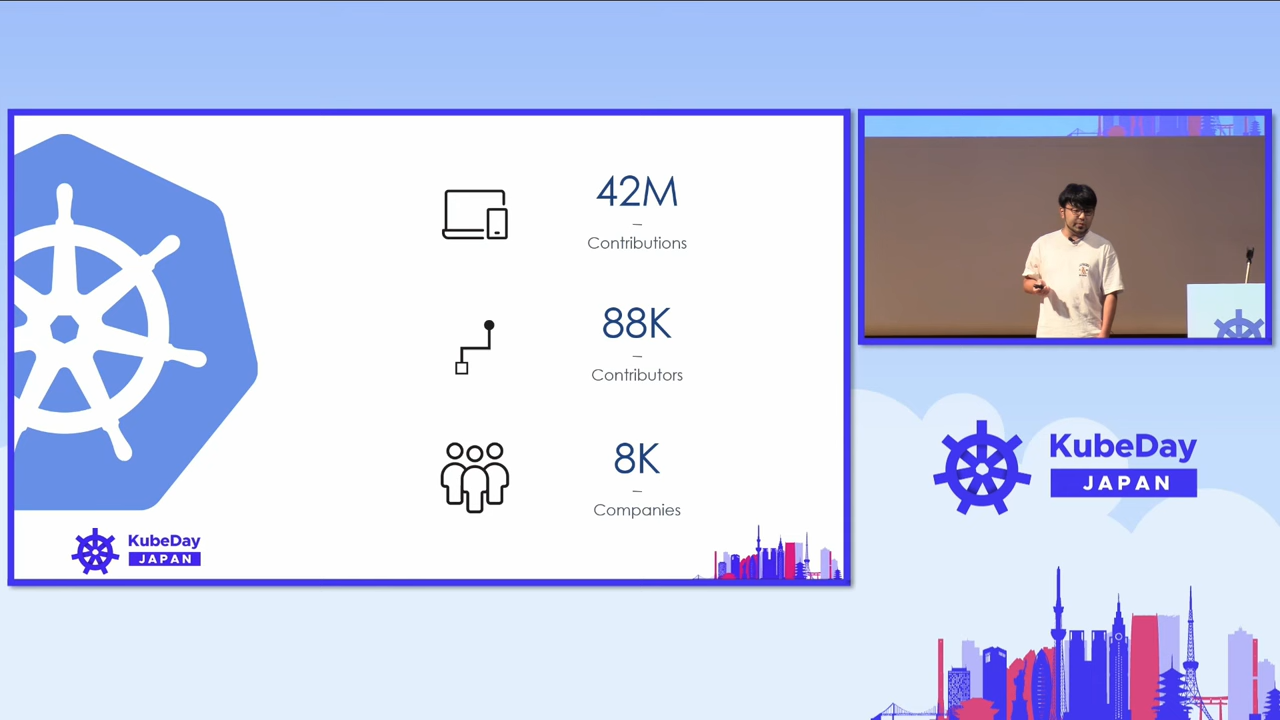 42M
Contributions
88K
Contributors
8K
Companies
KubeDay
JAPAN
KubeDay
JAPAN